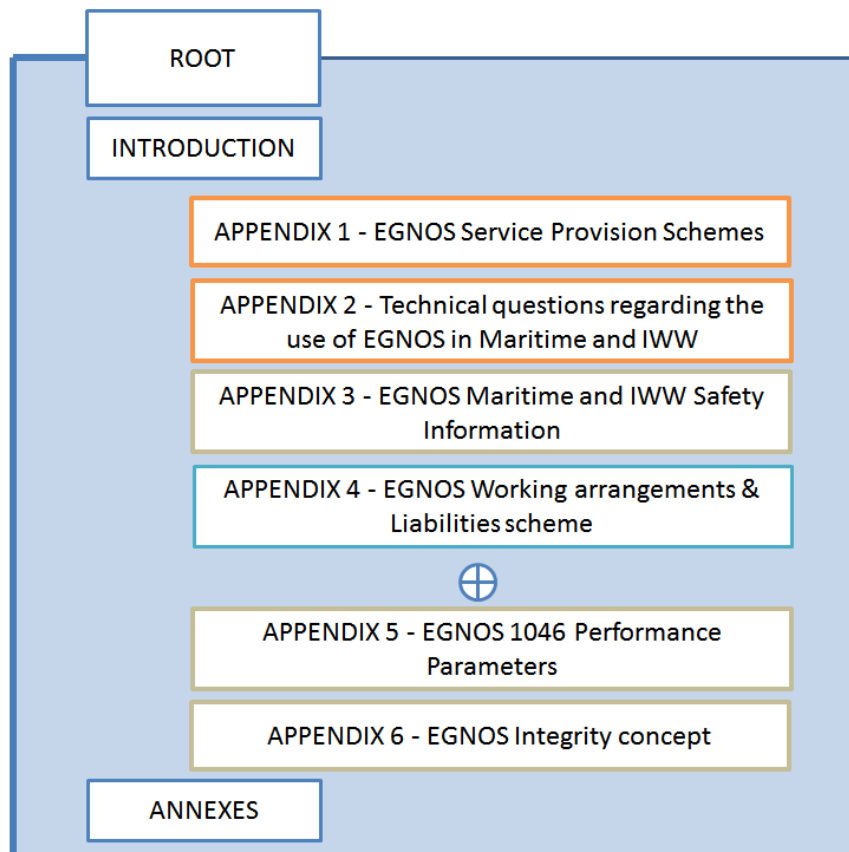 ROOT
INTRODUCTION
APPENDIX 1 - EGNOS Service Provision Schemes
APPENDIX 2 - Technical questions regarding the
use of EGNOS in Maritime and IWW
APPENDIX 3 - EGNOS Maritime and IWW Safety
Information
APPENDIX 4 - EGNOS Working arrangements &
Liabilities scheme
APPENDIX 5 - EGNOS 1046 Performance
Parameters
APPENDIX 6 - EGNOS Integrity concept
ANNEXES